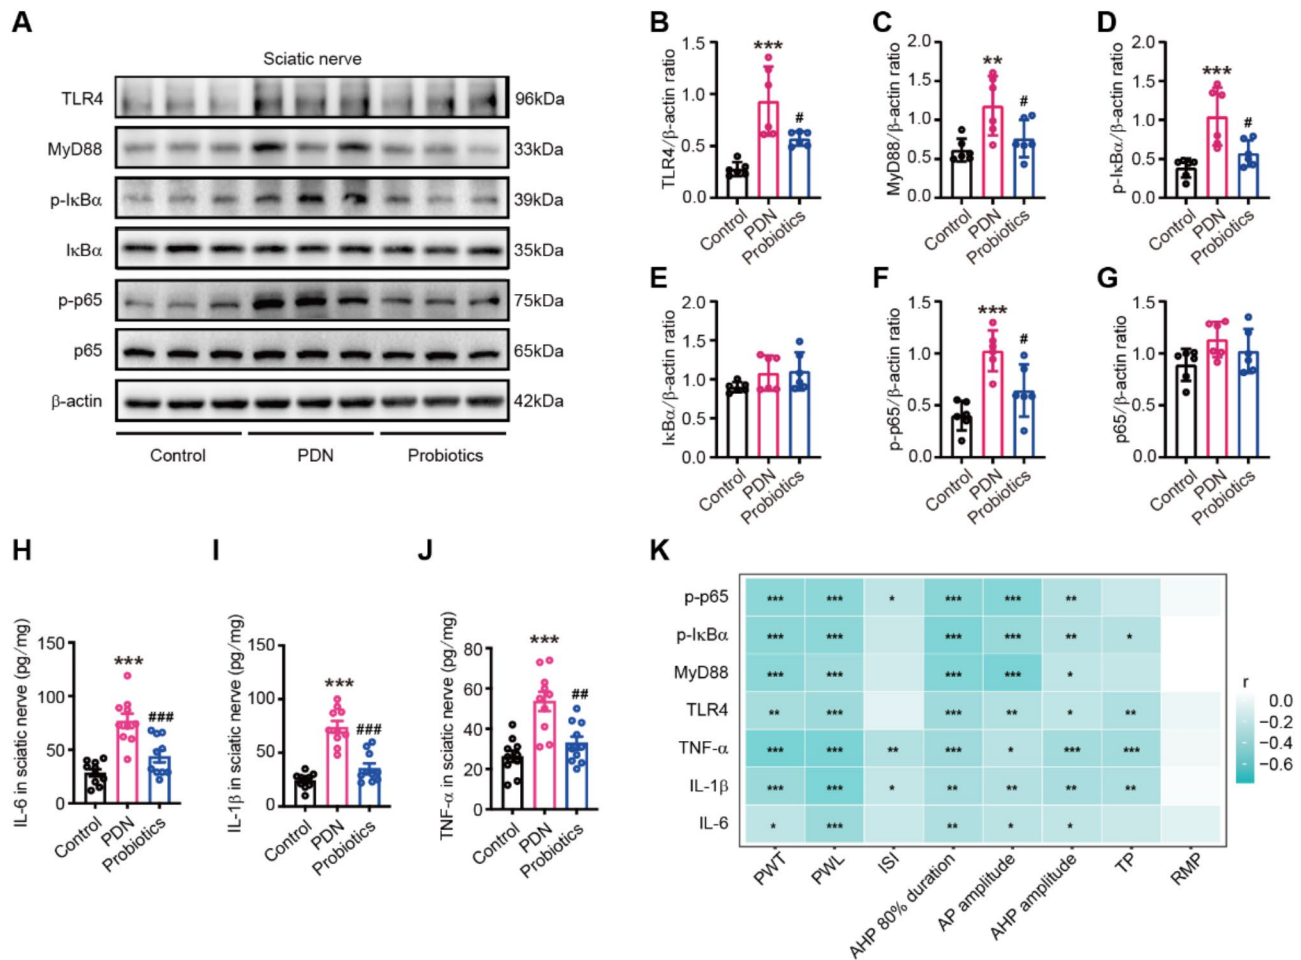 A
Sciatic nerve
TLR4 96kDa
MyD88 33kDa
p-IκBα 39kDa
IκBα 35kDa
p-p65 75kDa
p65 65kDa
β-actin 42kDa
Control PDN Probiotics
B
TLR4/β-actin ratio
1.5
1.0
0.5
0.0
***
#
Control
PDN
Probiotics
C
MyD88/β-actin ratio
2.0
1.5
1.0
0.5
0.0
**
#
Control
PDN
Probiotics
D
p-IκBα/β-actin ratio
2.0
1.5
1.0
0.5
0.0
***
#
Control
PDN
Probiotics
E
IκBα/β-actin ratio
2.0
1.5
1.0
0.5
0.0
Control
PDN
Probiotics
F
p-p65/β-actin ratio
1.5
1.0
0.5
0.0
***
#
Control
PDN
Probiotics
G
p65/β-actin ratio
1.5
1.0
0.5
0.0
Control
PDN
Probiotics
H
IL-6 in sciatic nerve (pg/mg)
150
100
50
0
***
###
Control
PDN
Probiotics
I
IL-1β in sciatic nerve (pg/mg)
150
100
50
0
***
###
Control
PDN
Probiotics
J
TNF-α in sciatic nerve (pg/mg)
80
60
40
20
0
***
##
Control
PDN
Probiotics
K
p-p65 *** *** * *** *** **
p-IκBα *** *** *** *** ** *
MyD88 *** *** *** *** *
TLR4 ** *** *** ** * **
TNF-α *** *** ** *** * *** ***
IL-1β *** *** * ** ** ** **
IL-6 * *** ** * *
PWT
PWL
ISI
AHP 80% duration
AP amplitude
AHP amplitude
TP
RMP
r
0.0
−0.2
−0.4
−0.6